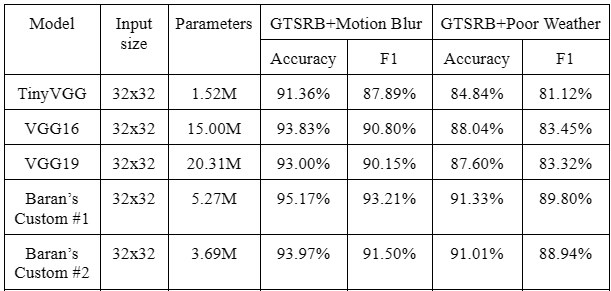 Model Input size Parameters GTSRB+Motion Blur GTSRB+Poor Weather
Accuracy F1 Accuracy F1
TinyVGG 32x32 1.52M 91.36% 87.89% 84.84% 81.12%
VGG16 32x32 15.00M 93.83% 90.80% 88.04% 83.45%
VGG19 32x32 20.31M 93.00% 90.15% 87.60% 83.32%
Baran's Custom #1 32x32 5.27M 95.17% 93.21% 91.33% 89.80%
Baran's Custom #2 32x32 3.69M 93.97% 91.50% 91.01% 88.94%